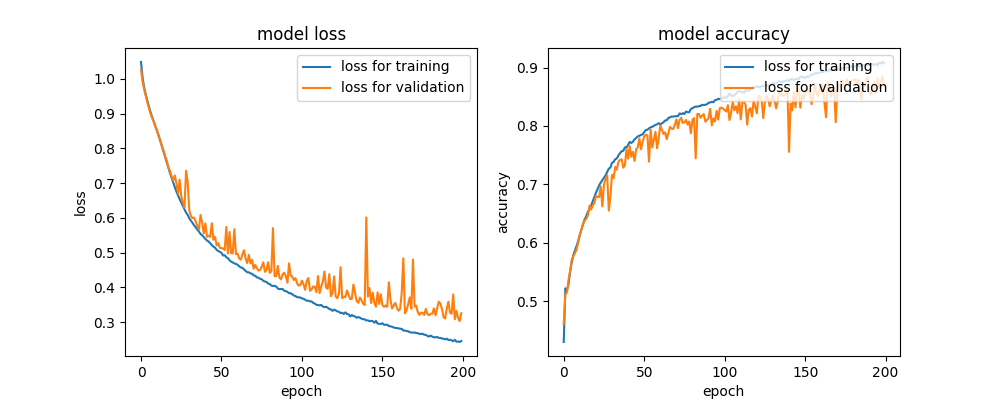 model loss
loss for training
loss for validation
1.0
0.9
0.8
0.7
0.6
0.5
0.4
0.3
loss
0
50
100
150
200
epoch
model accuracy
loss for training
loss for validation
0.9
0.8
0.7
0.6
0.5
accuracy
0
50
100
150
200
epoch